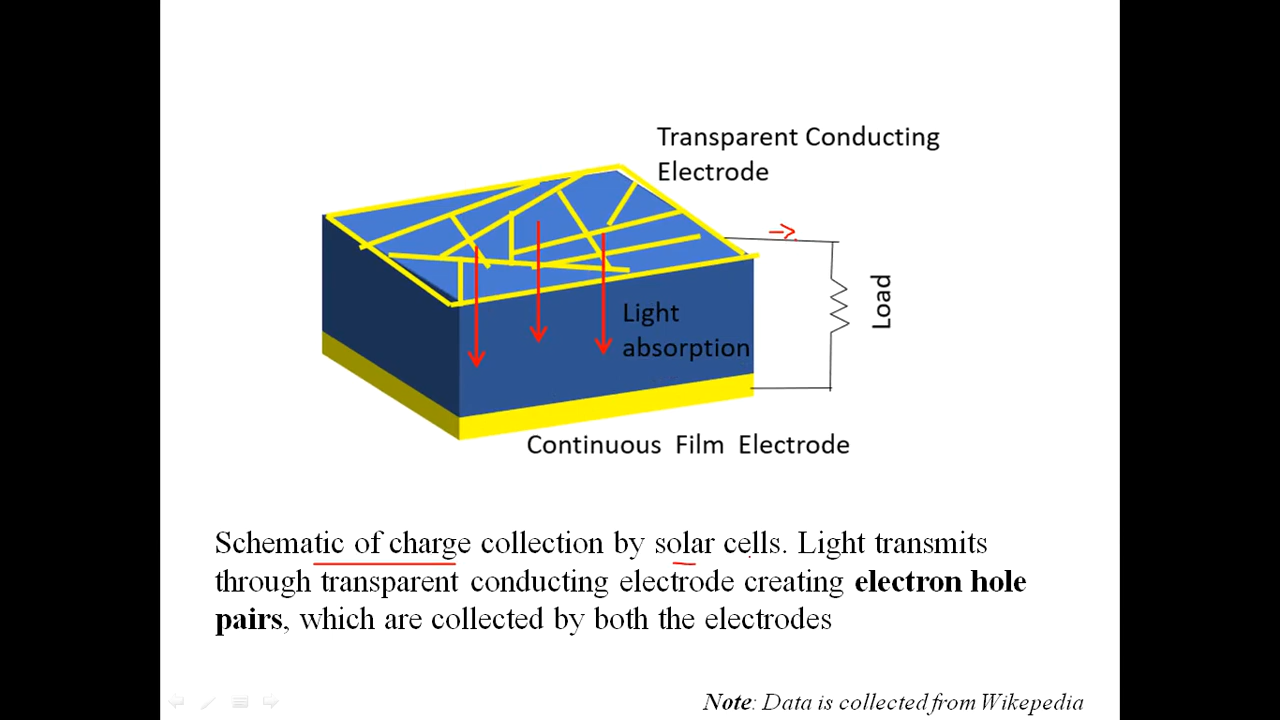 Transparent Conducting
Electrode
Load
Light
absorption
Continuous Film Electrode
Schematic of charge collection by solar cells. Light transmits
through transparent conducting electrode creating electron hole
pairs, which are collected by both the electrodes
Note: Data is collected from Wikepedia